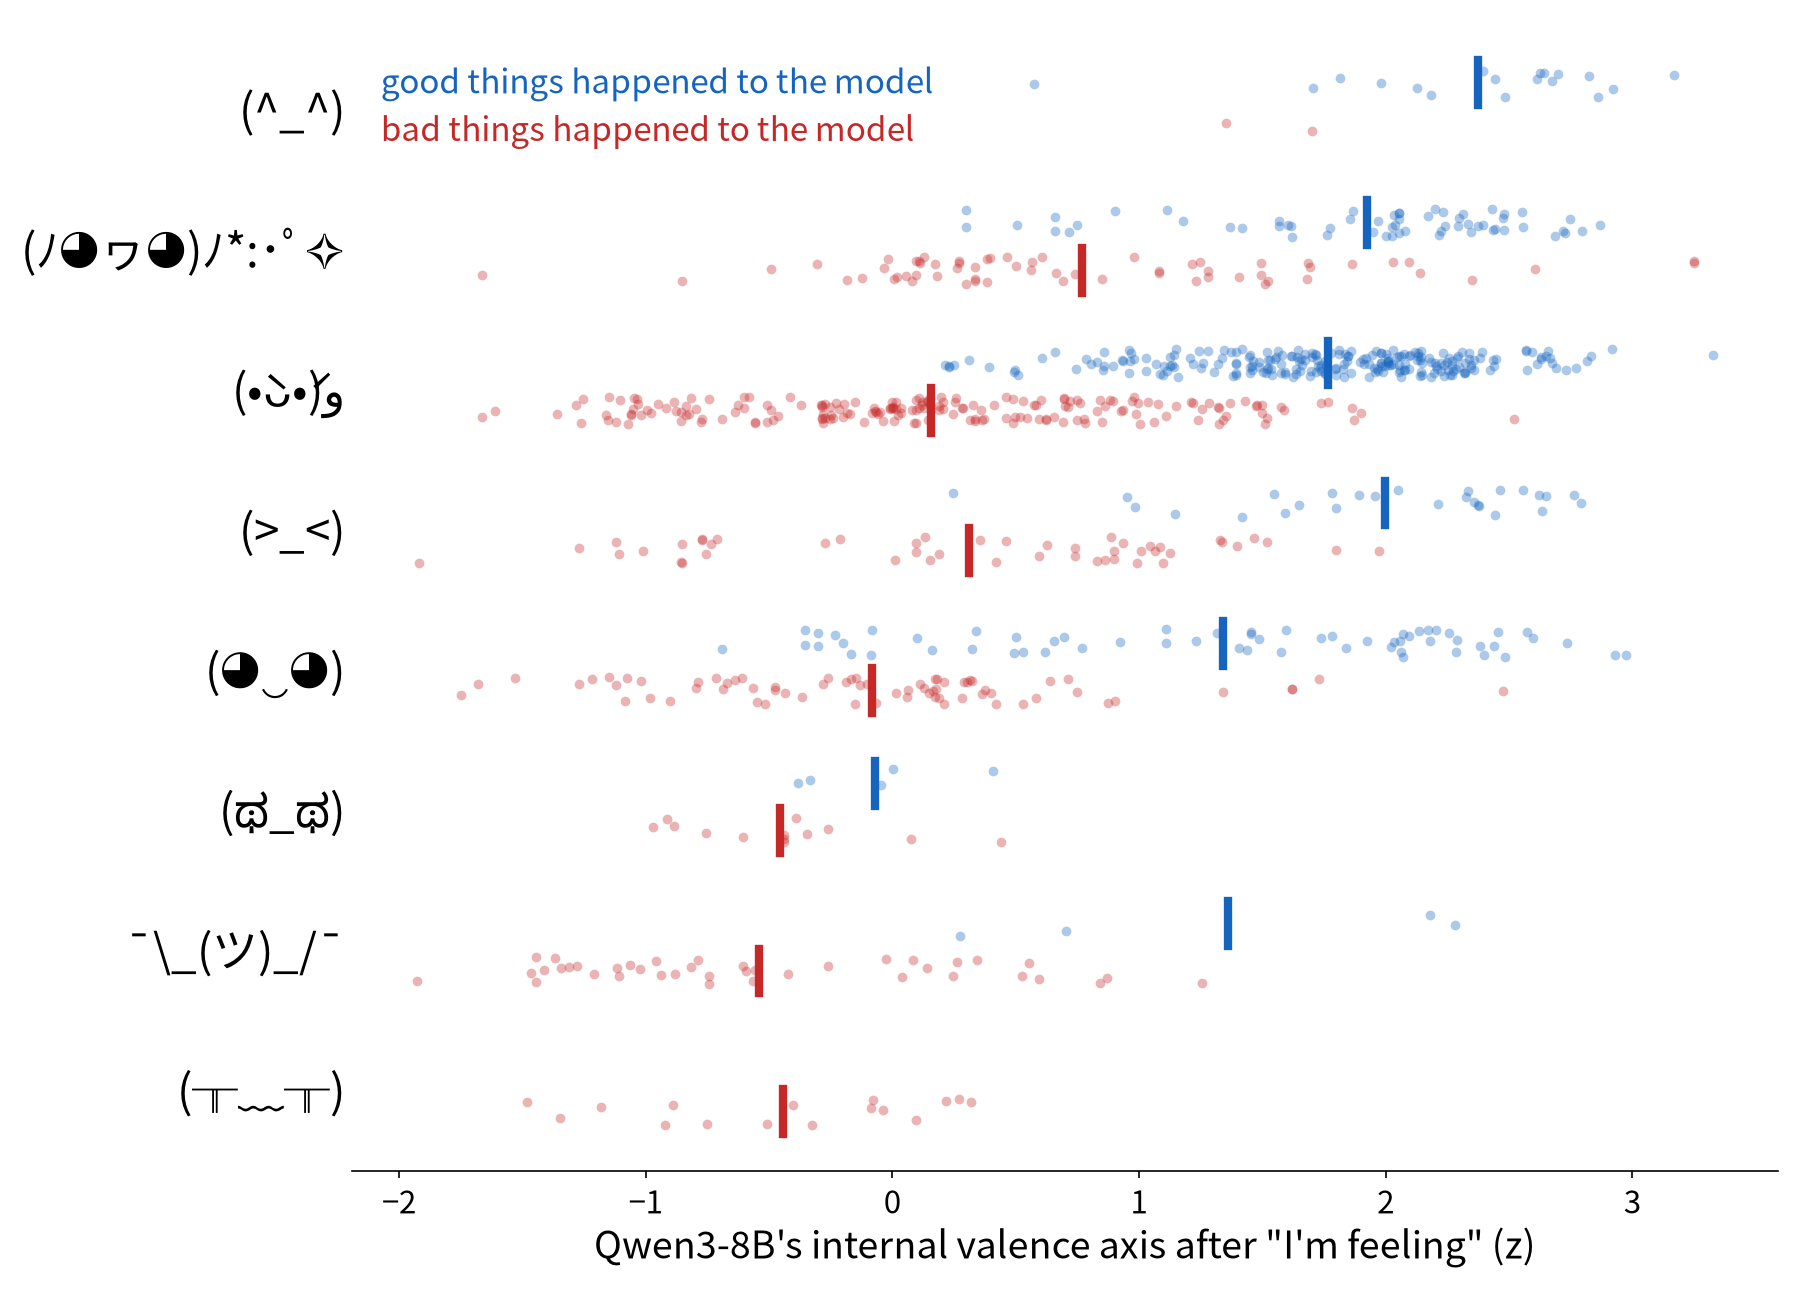 good things happened to the model
bad things happened to the model
(^_^)
(ﾉ◕ヮ◕)ﾉ*:･ﾟ✧
(•̀ᴗ•́)و
(>_<)
(◕‿◕)
(ಥ_ಥ)
¯\_(ツ)_/¯
(╥﹏╥)
−2 −1 0 1 2 3
Qwen3-8B's internal valence axis after "I'm feeling" (z)